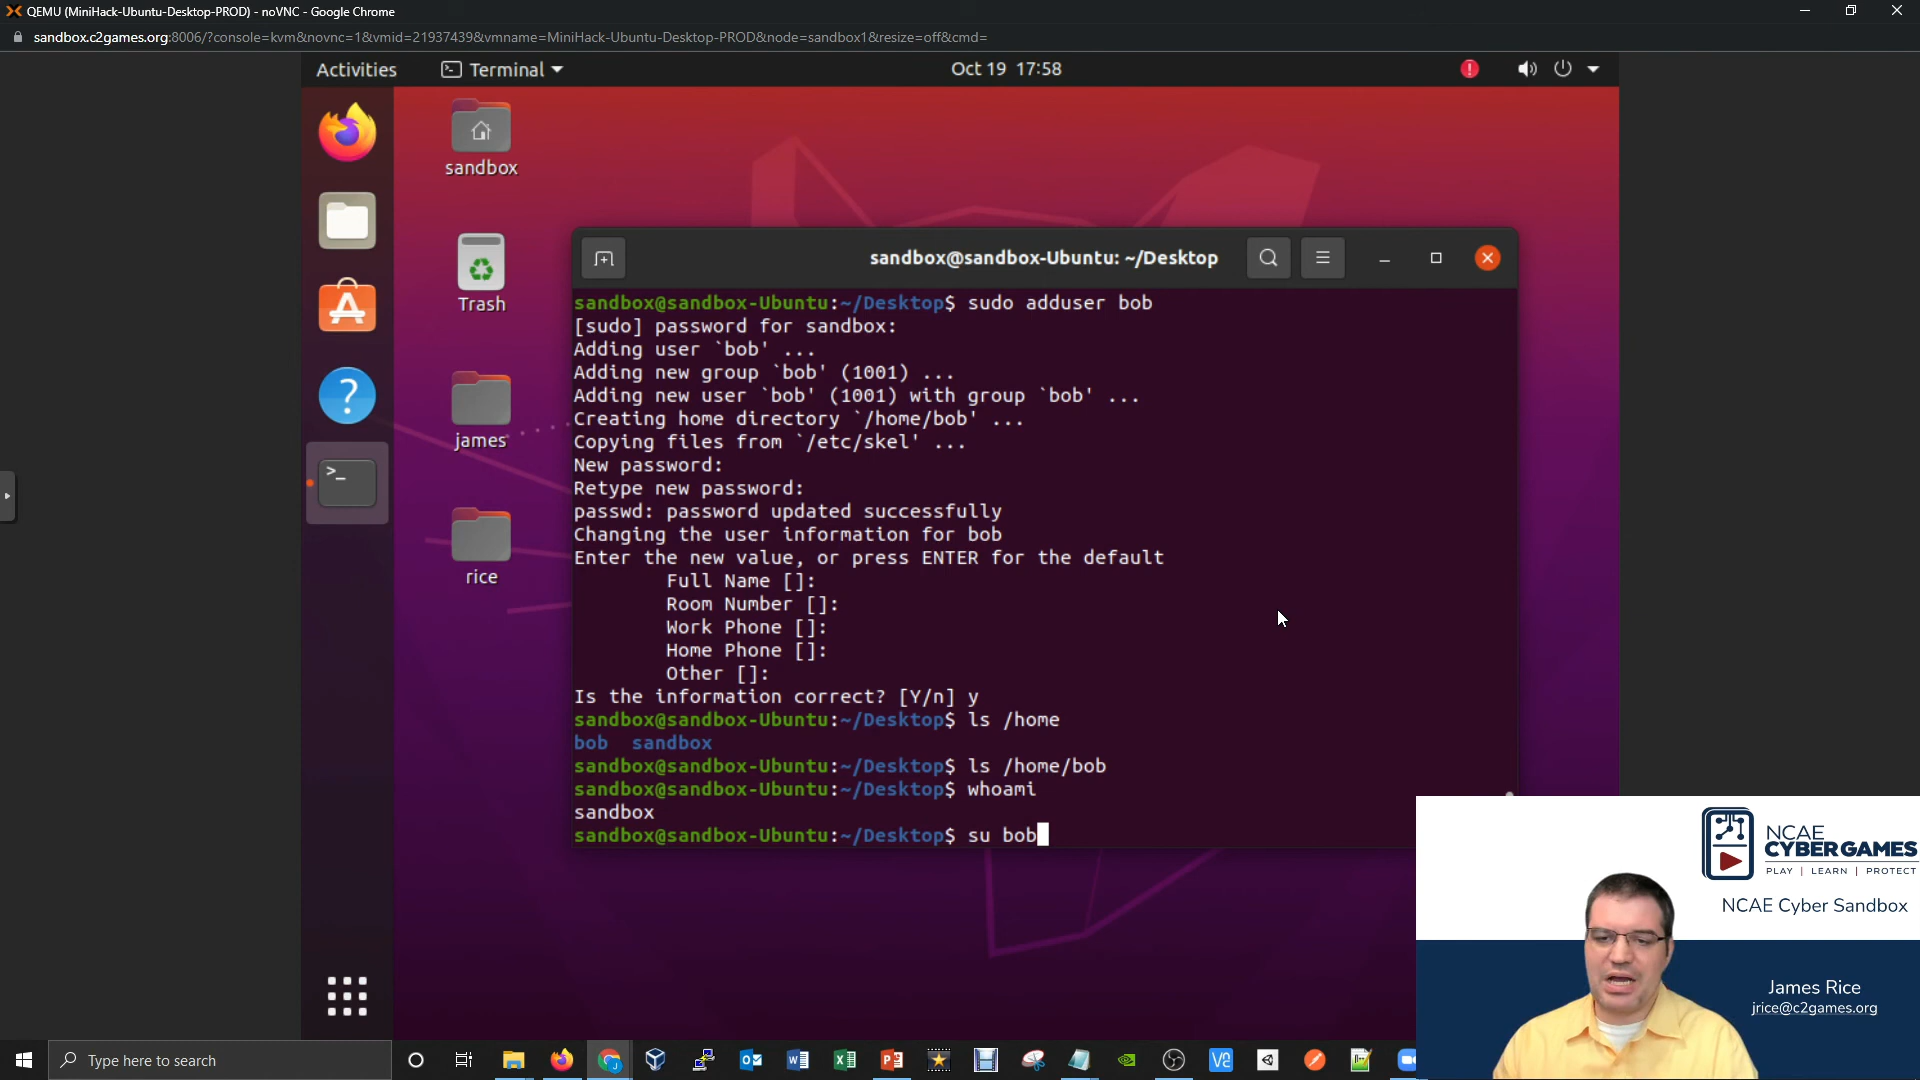 QEMU (MiniHack-Ubuntu-Desktop-PROD) - noVNC - Google Chrome
sandbox.c2games.org:8006/?console=kvm&novnc=1&vmid=21937439&vmname=MiniHack-Ubuntu-Desktop-PROD&node=sandbox1&resize=off&cmd=
Activities
Terminal
Oct 19 17:58
sandbox
Trash
james
rice
sandbox@sandbox-Ubuntu: ~/Desktop
sandbox@sandbox-Ubuntu:~/Desktop$ sudo adduser bob
[sudo] password for sandbox:
Adding user `bob' ...
Adding new group `bob' (1001) ...
Adding new user `bob' (1001) with group `bob' ...
Creating home directory `/home/bob' ...
Copying files from `/etc/skel' ...
New password:
Retype new password:
passwd: password updated successfully
Changing the user information for bob
Enter the new value, or press ENTER for the default
Full Name []:
Room Number []:
Work Phone []:
Home Phone []:
Other []:
Is the information correct? [Y/n] y
sandbox@sandbox-Ubuntu:~/Desktop$ ls /home
bob sandbox
sandbox@sandbox-Ubuntu:~/Desktop$ ls /home/bob
sandbox@sandbox-Ubuntu:~/Desktop$ whoami
sandbox
sandbox@sandbox-Ubuntu:~/Desktop$ su bob
NCAE
CYBERGAMES
PLAY | LEARN | PROTECT
NCAE Cyber Sandbox
James Rice
jrice@c2games.org
Type here to search